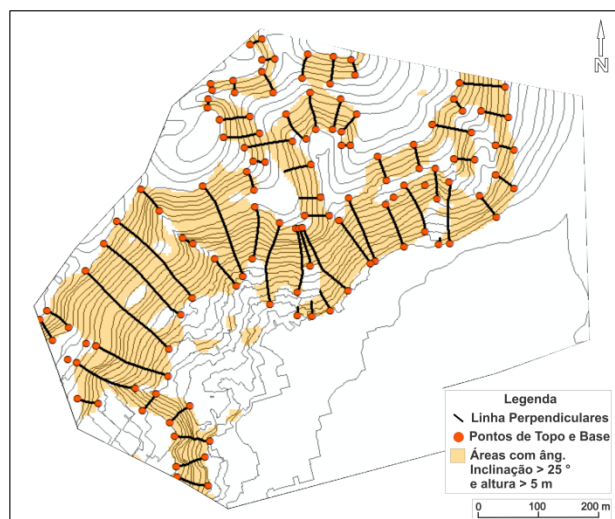 N
Legenda
Linha Perpendiculares
Pontos de Topo e Base
Áreas com âng.
Inclinação > 25 °
e altura > 5 m
0 100 200 m